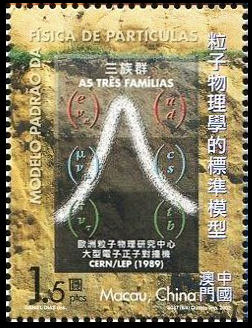 MODELO PADRÃO DA
FÍSICA DE PARTÍCULAS
粒子物理學的標準模型
三族群
AS TRÊS FAMÍLIAS
e
u d
μ
c s
τ
t b
歐洲粒子物理研究中心
大型電子正子對撞機
CERN/LEP (1989)
1.5 圓
ptcs
Macau, China
中國
澳門